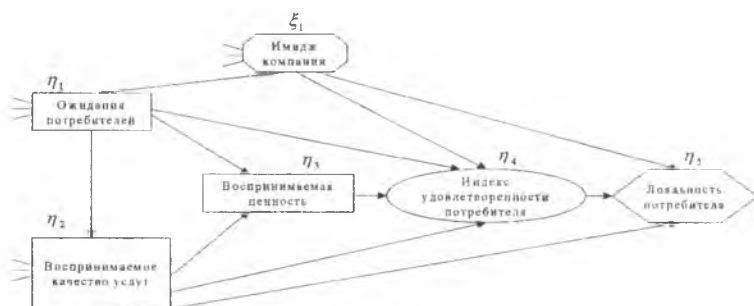 ξ₁
Имидж
компании
η₁
Ожидания
потребителей
η₃
Воспринимаемая
ценность
η₄
Индекс
удовлетворенности
потребителя
η₅
Лояльность
потребителя
η₂
Воспринимаемое
качество услуг